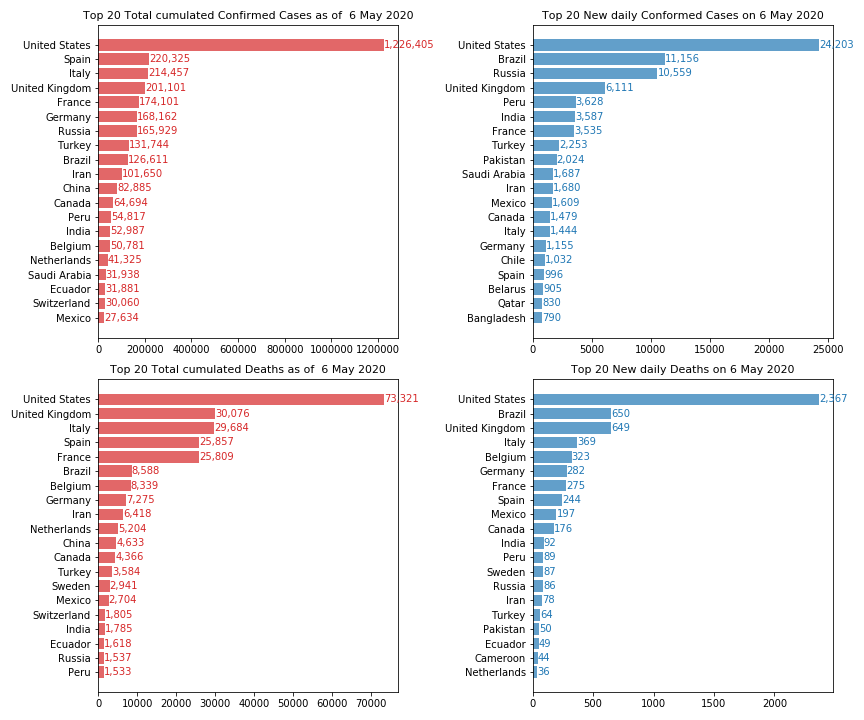 Top 20 Total cumulated Confirmed Cases as of  6 May 2020
United States 1,226,405
Spain 220,325
Italy 214,457
United Kingdom 201,101
France 174,101
Germany 168,162
Russia 165,929
Turkey 131,744
Brazil 126,611
Iran 101,650
China 82,885
Canada 64,694
Peru 54,817
India 52,987
Belgium 50,781
Netherlands 41,325
Saudi Arabia 31,938
Ecuador 31,881
Switzerland 30,060
Mexico 27,634
0 200000 400000 600000 800000 1000000 1200000
Top 20 New daily Conformed Cases on 6 May 2020
United States 24,203
Brazil 11,156
Russia 10,559
United Kingdom 6,111
Peru 3,628
India 3,587
France 3,535
Turkey 2,253
Pakistan 2,024
Saudi Arabia 1,687
Iran 1,680
Mexico 1,609
Canada 1,479
Italy 1,444
Germany 1,155
Chile 1,032
Spain 996
Belarus 905
Qatar 830
Bangladesh 790
0 5000 10000 15000 20000 25000
Top 20 Total cumulated Deaths as of  6 May 2020
United States 73,321
United Kingdom 30,076
Italy 29,684
Spain 25,857
France 25,809
Brazil 8,588
Belgium 8,339
Germany 7,275
Iran 6,418
Netherlands 5,204
China 4,633
Canada 4,366
Turkey 3,584
Sweden 2,941
Mexico 2,704
Switzerland 1,805
India 1,785
Ecuador 1,618
Russia 1,537
Peru 1,533
0 10000 20000 30000 40000 50000 60000 70000
Top 20 New daily Deaths on 6 May 2020
United States 2,367
Brazil 650
United Kingdom 649
Italy 369
Belgium 323
Germany 282
France 275
Spain 244
Mexico 197
Canada 176
India 92
Peru 89
Sweden 87
Russia 86
Iran 78
Turkey 64
Pakistan 50
Ecuador 49
Cameroon 44
Netherlands 36
0 500 1000 1500 2000